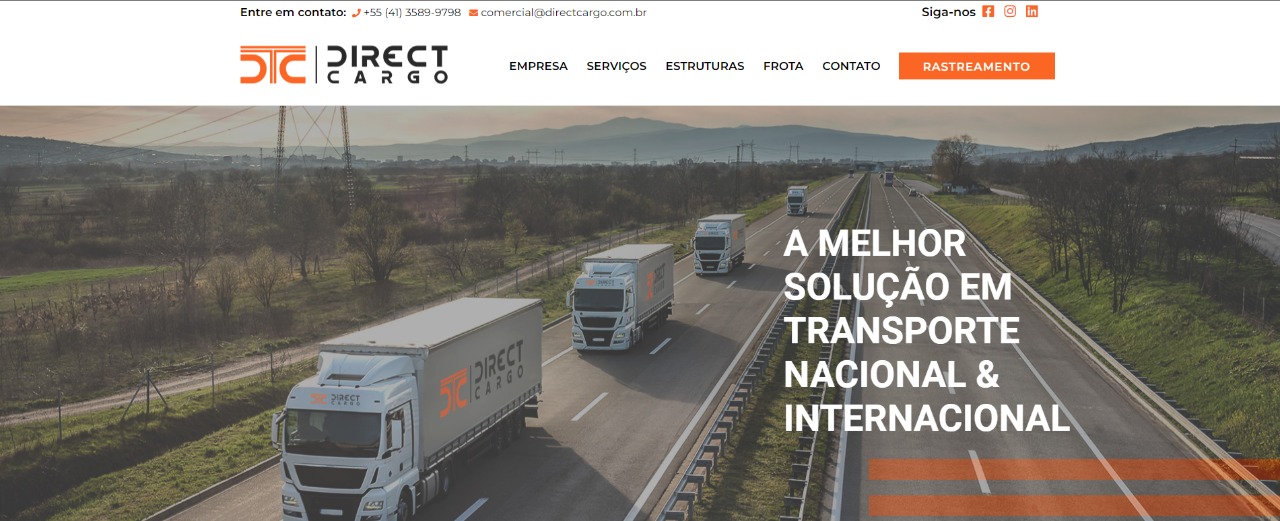 Entre em contato: +55 (41) 3589-9798 comercial@directcargo.com.br
Siga-nos
DTC DIRECT
CARGO
EMPRESA SERVIÇOS ESTRUTURAS FROTA CONTATO RASTREAMENTO
A MELHOR
SOLUÇÃO EM
TRANSPORTE
NACIONAL &
INTERNACIONAL
DTC DIRECT
CARGO
DIRECT
CARGO